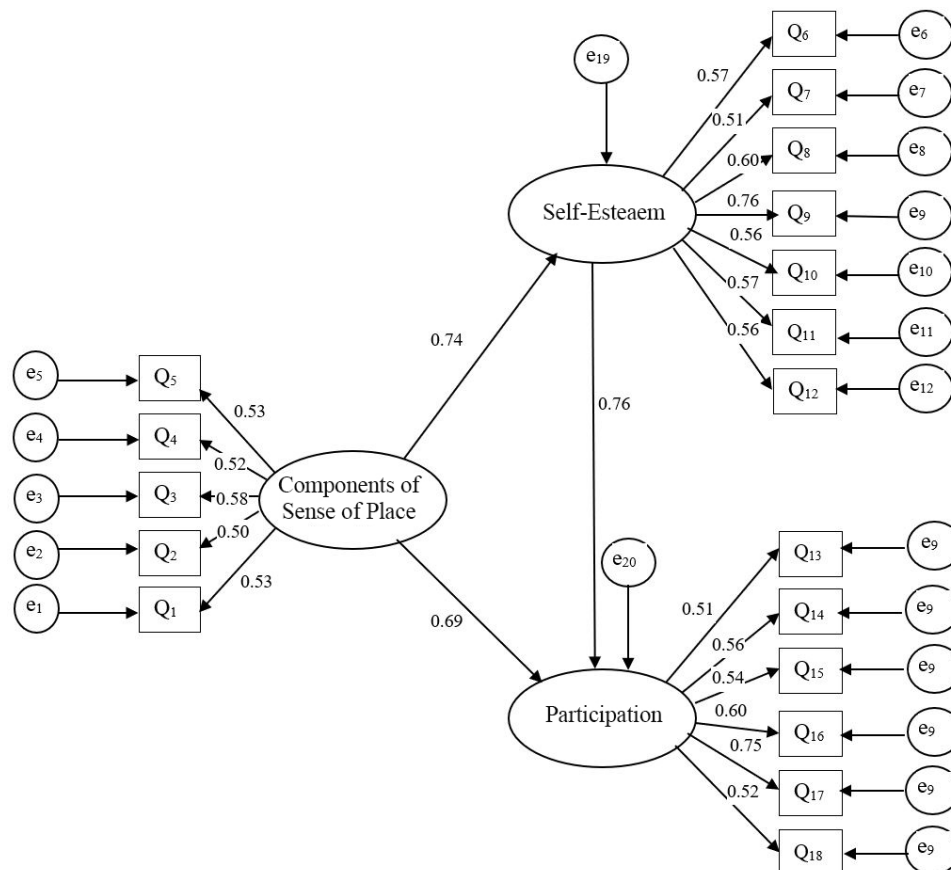 Q6
e6
e19
0.57
Q7
e7
0.51
Q8
e8
0.60
Self-Esteaem
0.76
Q9
e9
0.56
Q10
e10
0.57
Q11
e11
0.56
Q12
e12
0.74
0.76
e5
Q5
0.53
e4
Q4
0.52
e3
Q3
0.58
Components of
Sense of Place
e2
Q2
0.50
e1
Q1
0.53
0.69
e20
Q13
e9
0.51
Q14
e9
0.56
Q15
e9
0.54
Participation
0.60
Q16
e9
0.75
Q17
e9
0.52
Q18
e9